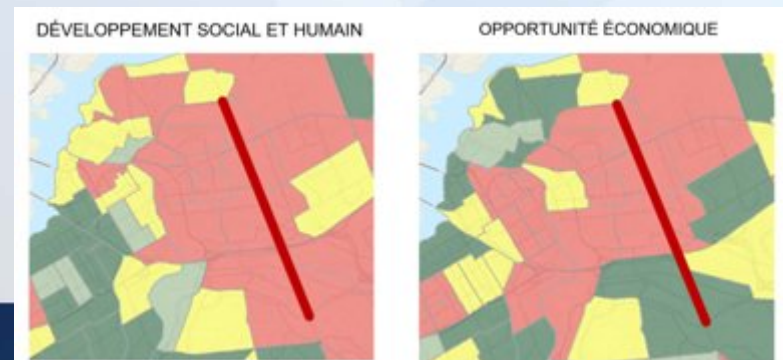 DÉVELOPPEMENT SOCIAL ET HUMAIN
OPPORTUNITÉ ÉCONOMIQUE